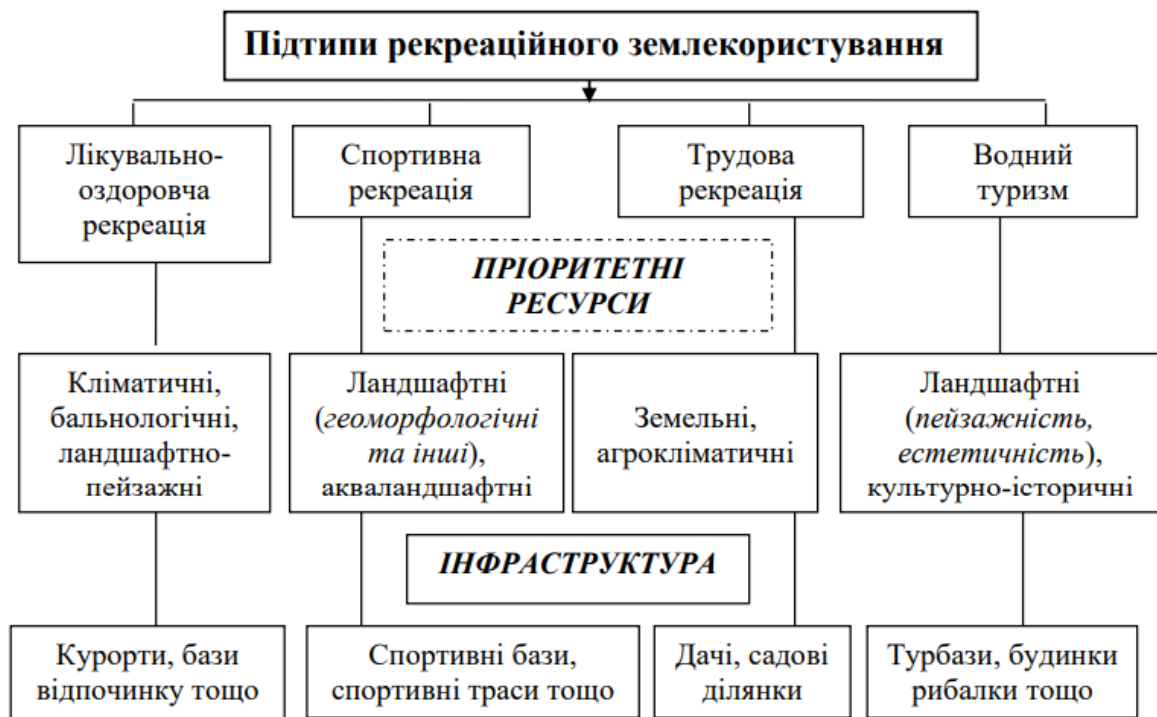 Підтипи рекреаційного землекористування
Лікувально-
оздоровча
рекреація
Спортивна
рекреація
Трудова
рекреація
Водний
туризм
ПРІОРИТЕТНІ
РЕСУРСИ
Кліматичні,
бальнологічні,
ландшафтно-
пейзажні
Ландшафтні
(геоморфологічні
та інші),
акваландшафтні
Земельні,
агрокліматичні
Ландшафтні
(пейзажність,
естетичність),
культурно-історичні
ІНФРАСТРУКТУРА
Курорти, бази
відпочинку тощо
Спортивні бази,
спортивні траси тощо
Дачі, садові
ділянки
Турбази, будинки
рибалки тощо